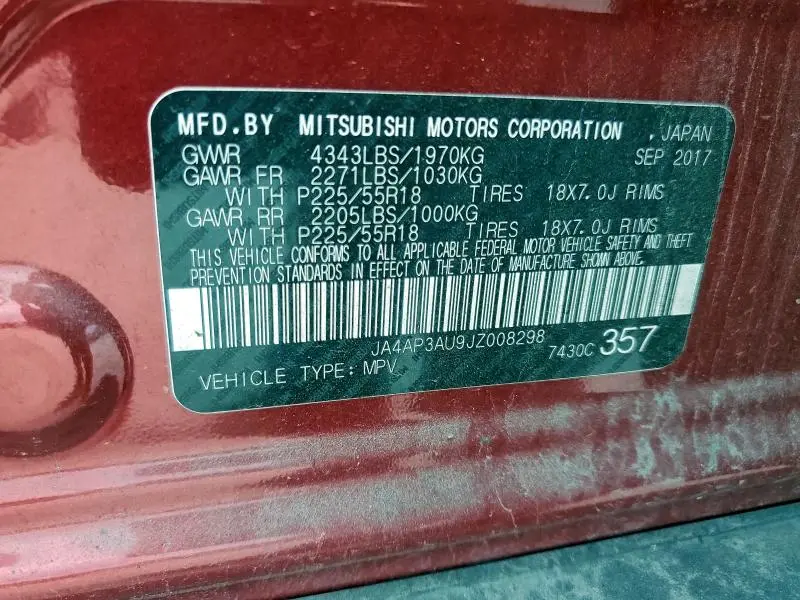 MFD.BY MITSUBISHI MOTORS CORPORATION , JAPAN
GVWR 4343LBS/1970KG SEP 2017
GAWR FR 2271LBS/1030KG
WITH P225/55R18 TIRES 18X7.0J RIMS
GAWR RR 2205LBS/1000KG
WITH P225/55R18 TIRES 18X7.0J RIMS
THIS VEHICLE CONFORMS TO ALL APPLICABLE FEDERAL MOTOR VEHICLE SAFETY AND THEFT
PREVENTION STANDARDS IN EFFECT ON THE DATE OF MANUFACTURE SHOWN ABOVE.
JA4AP3AU9JZ008298
7430C 357
VEHICLE TYPE: MPV